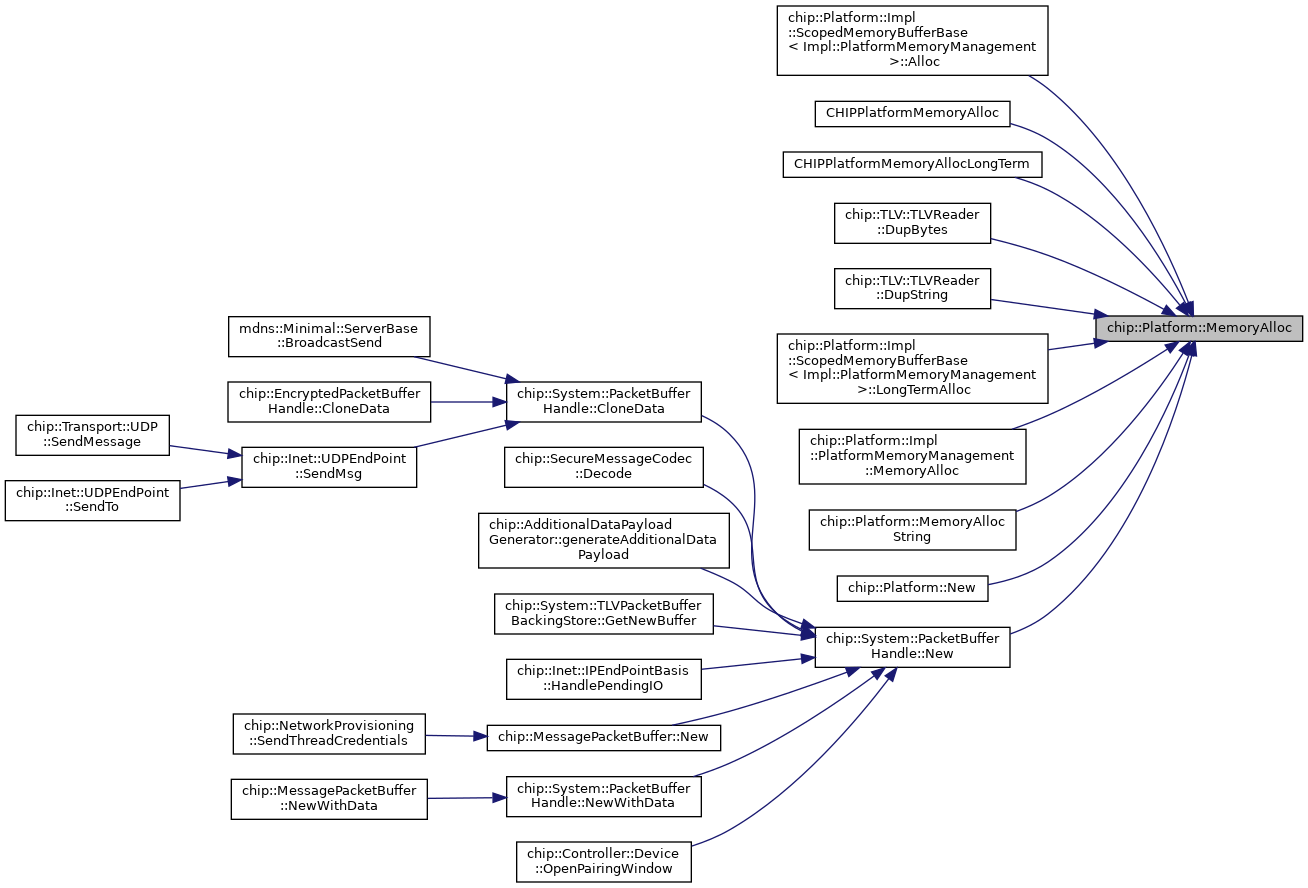 chip::Platform::Impl
::ScopedMemoryBufferBase
< Impl::PlatformMemoryManagement
>::Alloc
CHIPPlatformMemoryAlloc
CHIPPlatformMemoryAllocLongTerm
chip::TLV::TLVReader
::DupBytes
chip::TLV::TLVReader
::DupString
chip::Platform::MemoryAlloc
chip::Platform::Impl
::ScopedMemoryBufferBase
< Impl::PlatformMemoryManagement
>::LongTermAlloc
chip::Platform::Impl
::PlatformMemoryManagement
::MemoryAlloc
chip::Platform::MemoryAlloc
String
chip::Platform::New
chip::System::PacketBuffer
Handle::New
mdns::Minimal::ServerBase
::BroadcastSend
chip::EncryptedPacketBuffer
Handle::CloneData
chip::System::PacketBuffer
Handle::CloneData
chip::Transport::UDP
::SendMessage
chip::Inet::UDPEndPoint
::SendMsg
chip::Inet::UDPEndPoint
::SendTo
chip::SecureMessageCodec
::Decode
chip::AdditionalDataPayload
Generator::generateAdditionalData
Payload
chip::System::TLVPacketBuffer
BackingStore::GetNewBuffer
chip::Inet::IPEndPointBasis
::HandlePendingIO
chip::NetworkProvisioning
::SendThreadCredentials
chip::MessagePacketBuffer::New
chip::MessagePacketBuffer
::NewWithData
chip::System::PacketBuffer
Handle::NewWithData
chip::Controller::Device
::OpenPairingWindow